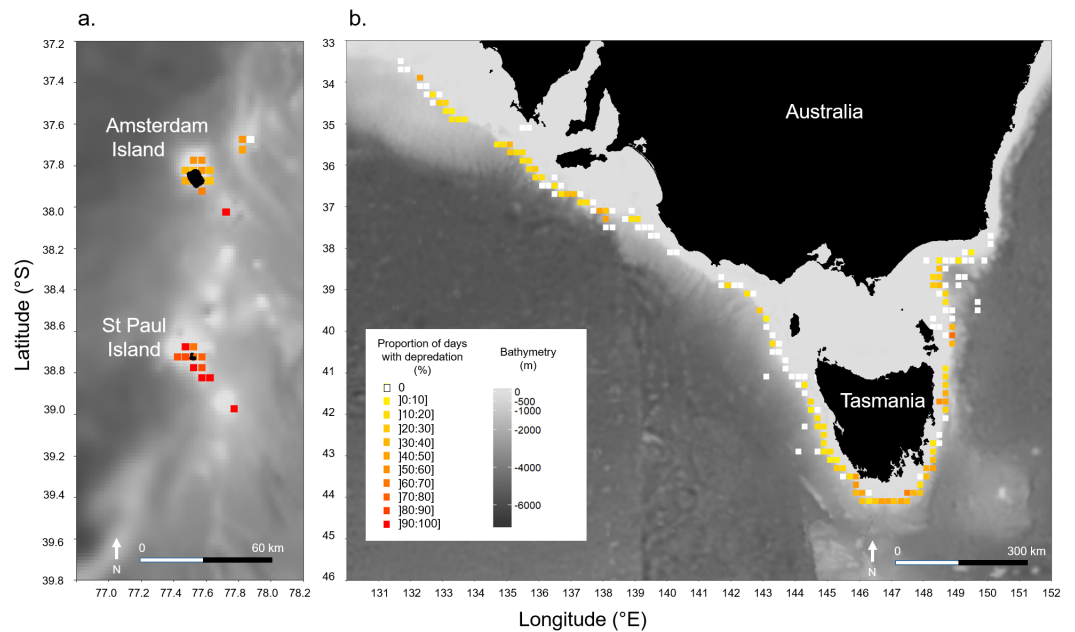 a.
37.2
37.4
37.6
37.8
38.0
38.2
38.4
38.6
38.8
39.0
39.2
39.4
39.6
39.8
Latitude (°S)
Amsterdam
Island
St Paul
Island
0 60 km
N
77.0 77.2 77.4 77.6 77.8 78.0 78.2
b.
33
34
35
36
37
38
39
40
41
42
43
44
45
46
Australia
Tasmania
Proportion of days
with depredation
(%)
0
]0:10]
]10:20]
]20:30]
]30:40]
]40:50]
]50:60]
]60:70]
]70:80]
]80:90]
]90:100]
Bathymetry
(m)
0
-500
-1000
-2000
-4000
-6000
0 300 km
N
131 132 133 134 135 136 137 138 139 140 141 142 143 144 145 146 147 148 149 150 151 152
Longitude (°E)